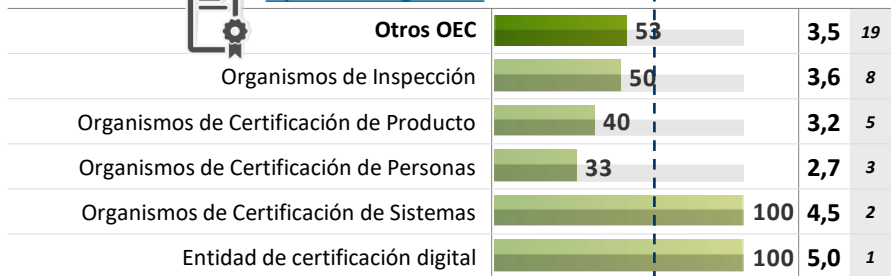 Otros OEC 53 3,5 19
Organismos de Inspección 50 3,6 8
Organismos de Certificación de Producto 40 3,2 5
Organismos de Certificación de Personas 33 2,7 3
Organismos de Certificación de Sistemas 100 4,5 2
Entidad de certificación digital 100 5,0 1